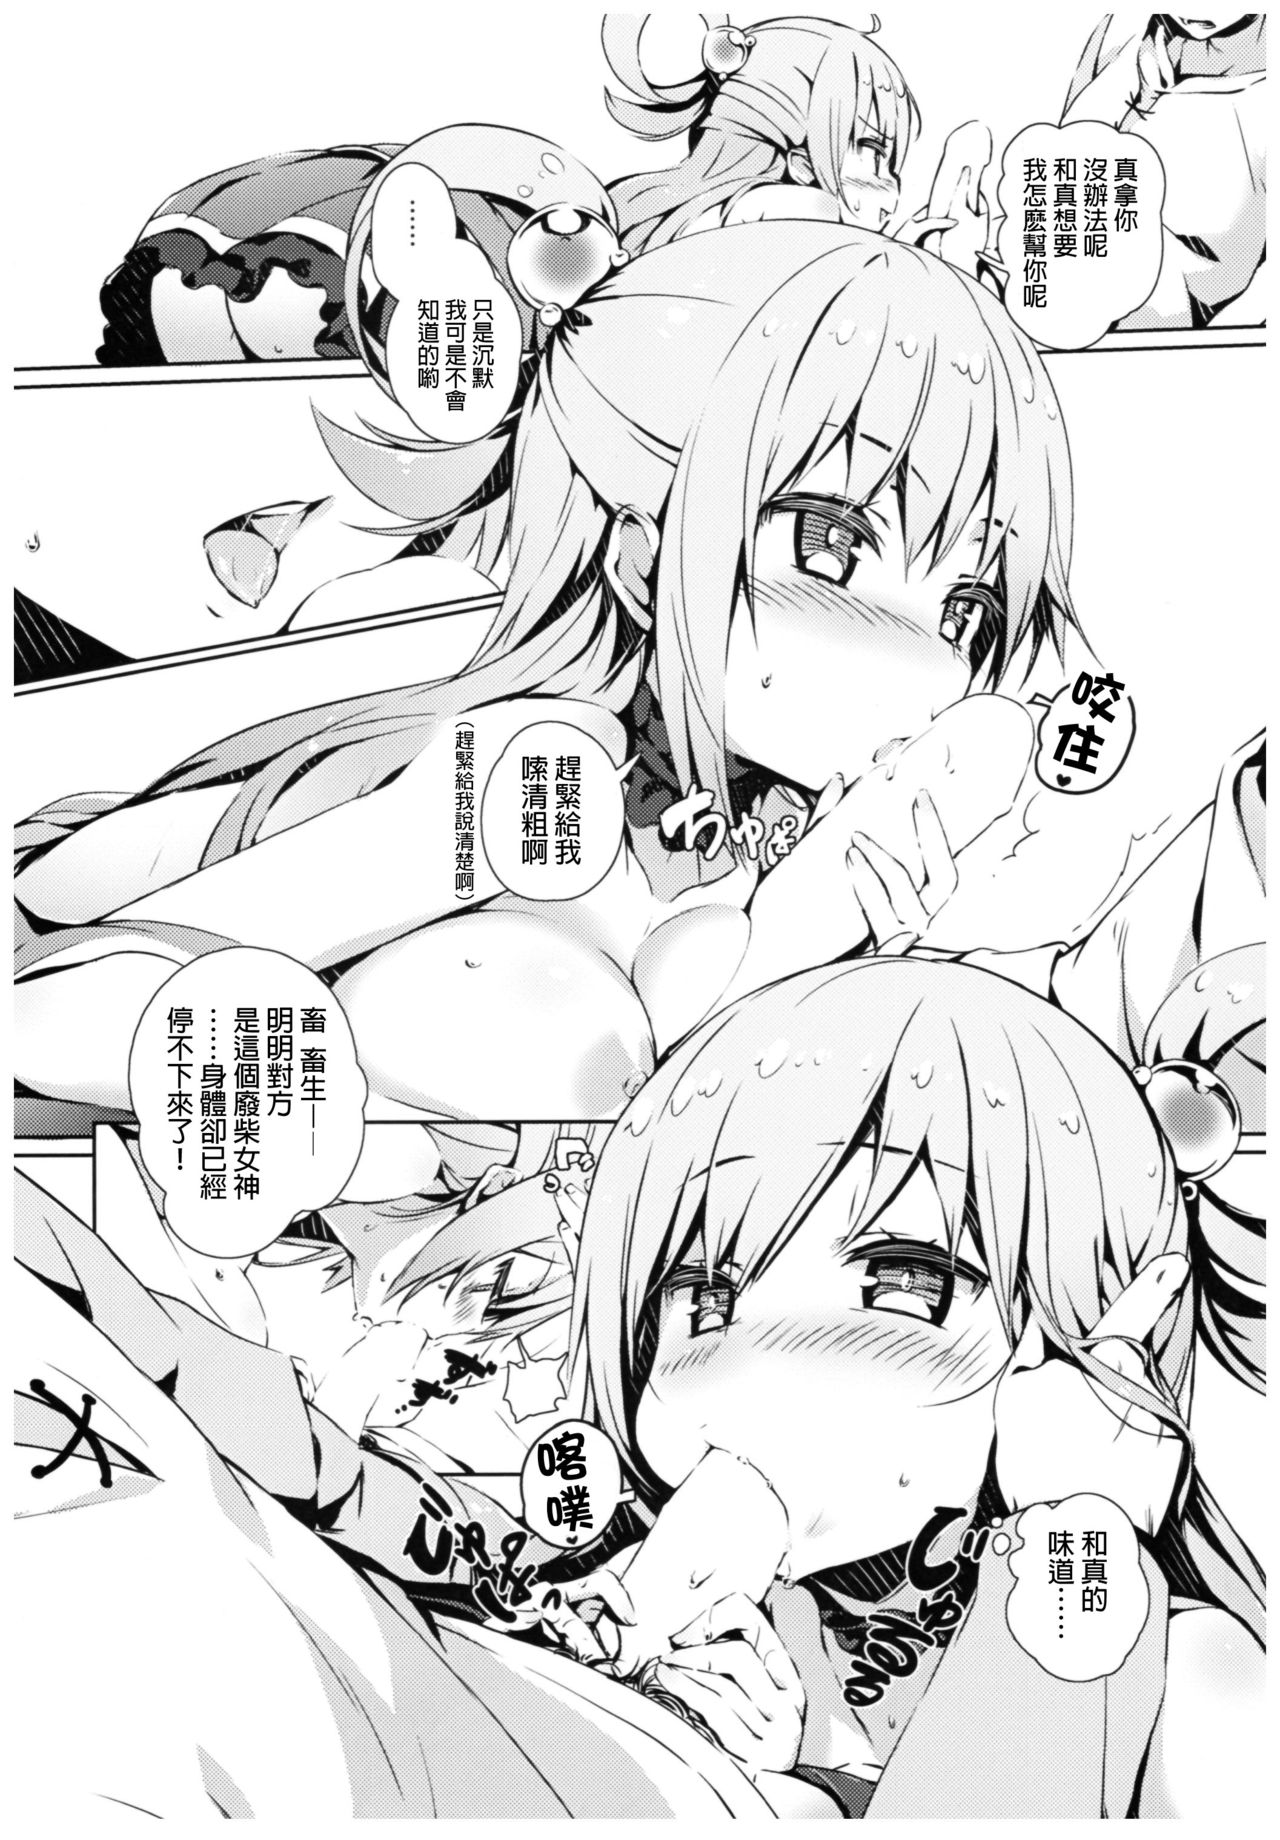 真拿你
沒辦法呢
和真想要
我怎麼幫你呢
……
只是沉默
我可是不會
知道的喲
咬住
趕緊給我
嗦清粗啊
（趕緊給我說清楚啊）
ちゅぱ
畜 畜生——
明明對方
是這個廢柴女神
……身體卻已經
停不下來了！
喀噗
和真的
味道……